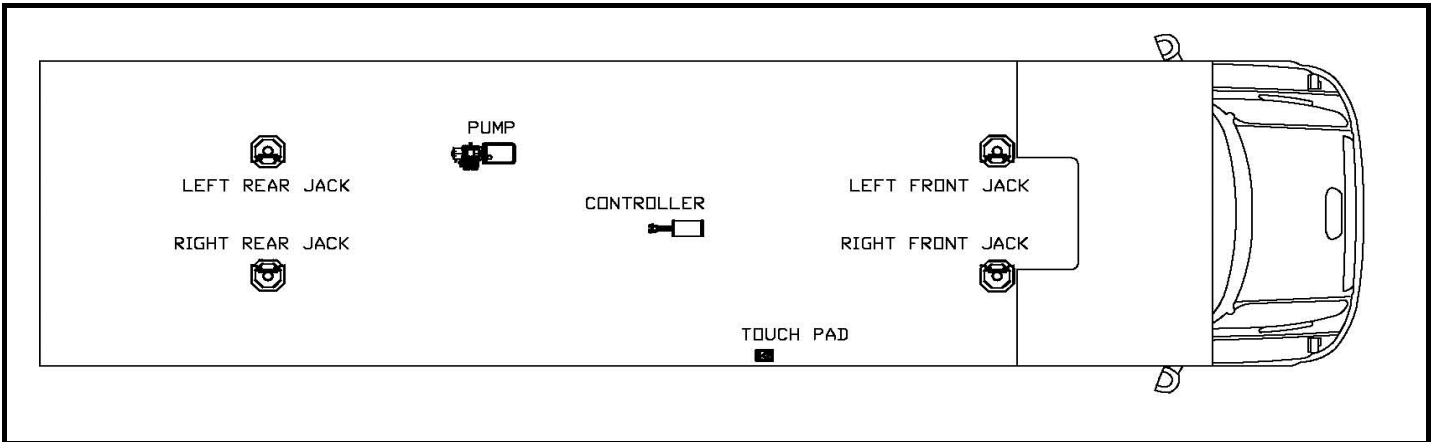 PUMP
LEFT REAR JACK
LEFT FRONT JACK
CONTROLLER
RIGHT REAR JACK
RIGHT FRONT JACK
TOUCH PAD